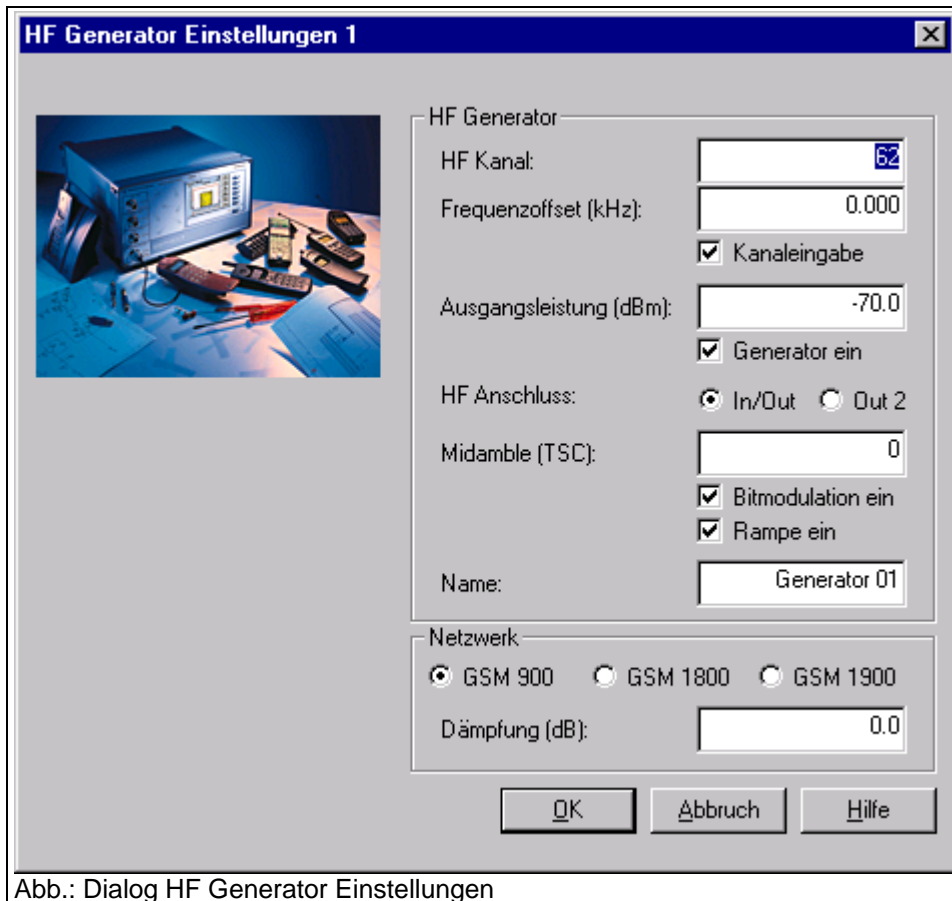 HF Generator Einstellungen 1
HF Generator
HF Kanal: 62
Frequenzoffset (kHz): 0.000
Kanaleingabe
Ausgangsleistung (dBm): -70.0
Generator ein
HF Anschluss: In/Out Out 2
Midamble (TSC): 0
Bitmodulation ein
Rampe ein
Name: Generator 01
Netzwerk
GSM 900 GSM 1800 GSM 1900
Dämpfung (dB): 0.0
OK Abbruch Hilfe
Abb.: Dialog HF Generator Einstellungen